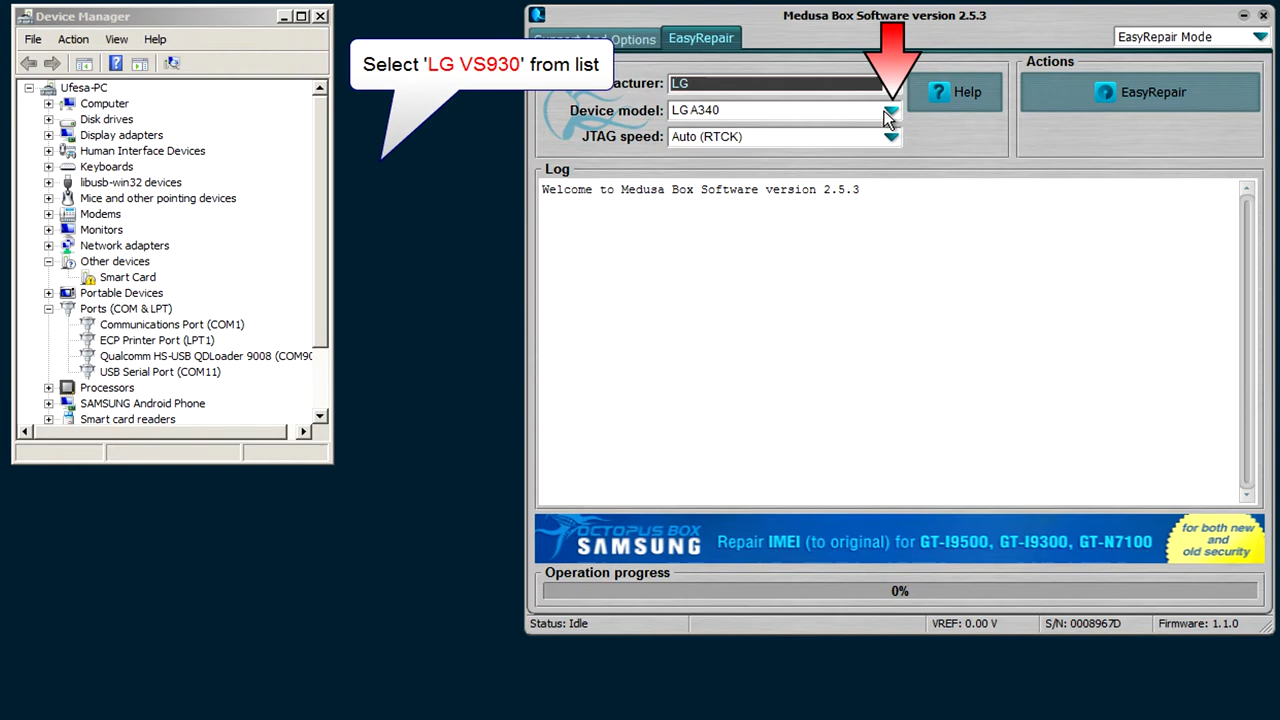 Device Manager
File Action View Help
Ufesa-PC
Computer
Disk drives
Display adapters
Human Interface Devices
Keyboards
libusb-win32 devices
Mice and other pointing devices
Modems
Monitors
Network adapters
Other devices
Smart Card
Portable Devices
Ports (COM & LPT)
Communications Port (COM1)
ECP Printer Port (LPT1)
Qualcomm HS-USB QDLoader 9008 (COM90
USB Serial Port (COM11)
Processors
SAMSUNG Android Phone
Smart card readers
Select 'LG VS930' from list
Medusa Box Software version 2.5.3
Support And Options
EasyRepair
EasyRepair Mode
acturer: LG
Device model: LG A340
JTAG speed: Auto (RTCK)
Help
Actions
EasyRepair
Log
Welcome to Medusa Box Software version 2.5.3
OCTOPUS BOX
SAMSUNG
Repair IMEI (to original) for GT-I9500, GT-I9300, GT-N7100
for both new
and
old security
Operation progress
0%
Status: Idle
VREF: 0.00 V
S/N: 0008967D
Firmware: 1.1.0